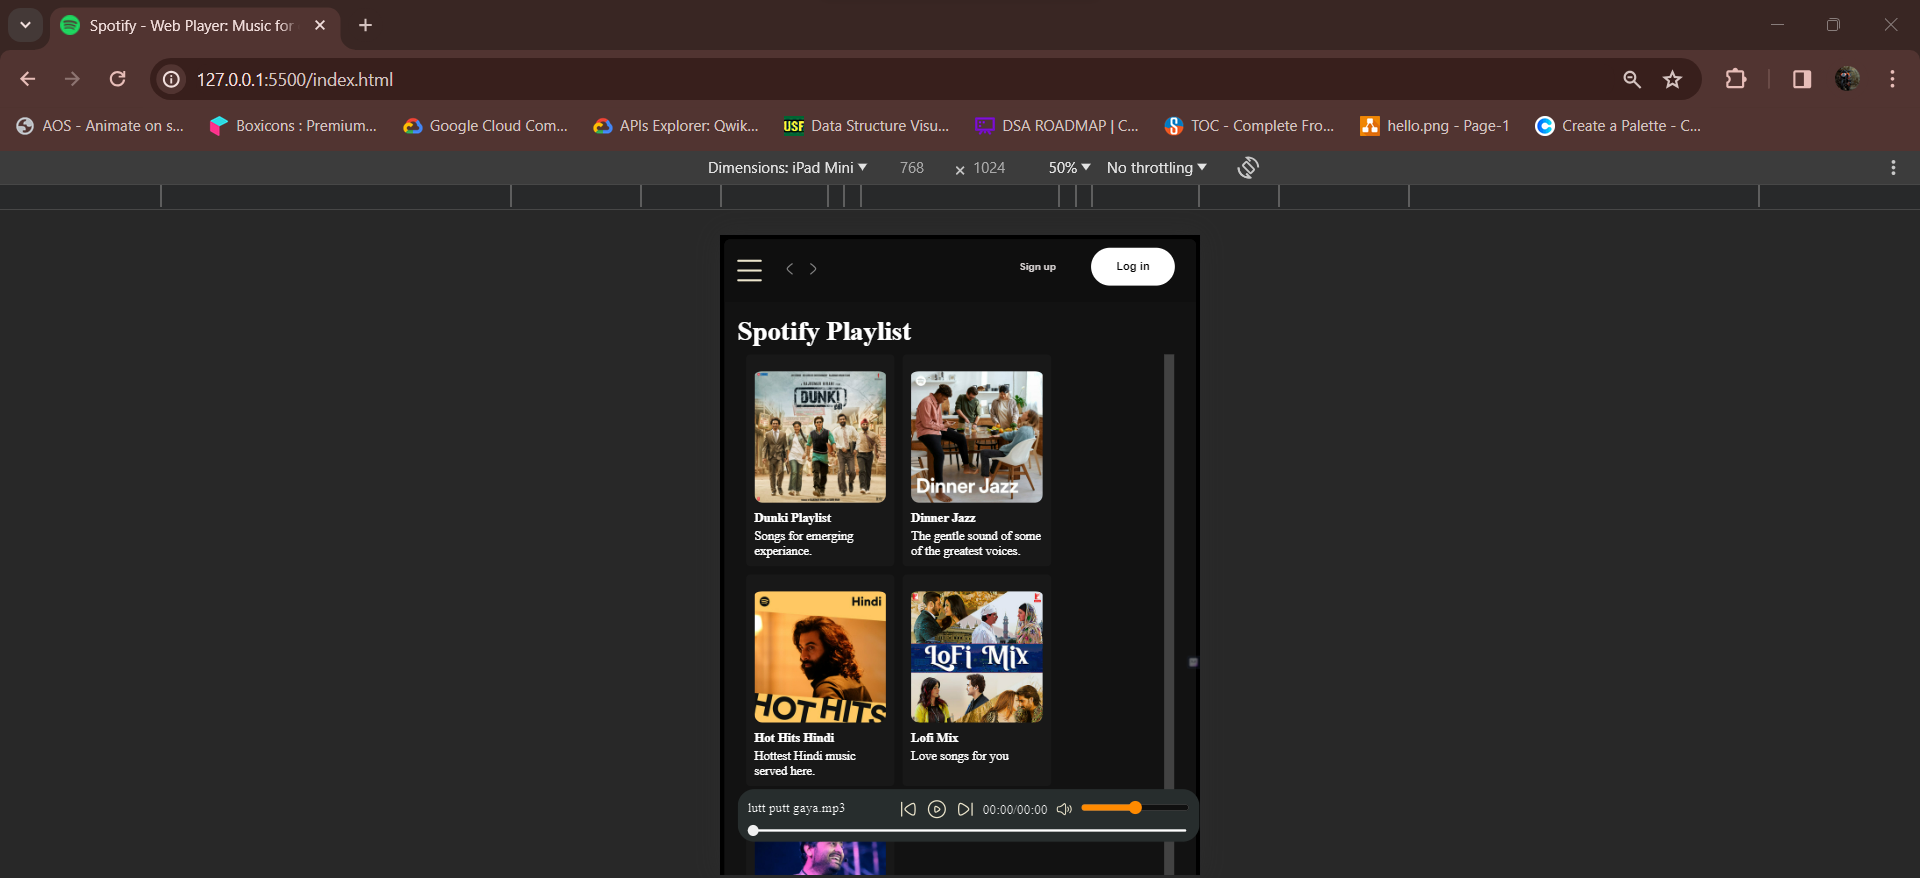 Spotify - Web Player: Music for
127.0.0.1:5500/index.html
AOS - Animate on s...
Boxicons : Premium...
Google Cloud Com...
APIs Explorer: Qwik...
USF Data Structure Visu...
DSA ROADMAP | C...
TOC - Complete Fro...
hello.png - Page-1
Create a Palette - C...
Dimensions: iPad Mini 768 × 1024 50% No throttling
Sign up
Log in
Spotify Playlist
DUNKI
Dinner Jazz
Dunki Playlist
Songs for emerging
experiance.
Dinner Jazz
The gentle sound of some
of the greatest voices.
Hindi
HOT HITS
LoFi Mix
Hot Hits Hindi
Hottest Hindi music
served here.
Lofi Mix
Love songs for you
lutt putt gaya.mp3
00:00/00:00